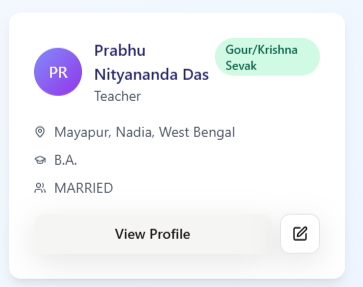 PR
Prabhu
Nityananda Das
Teacher
Gour/Krishna
Sevak
Mayapur, Nadia, West Bengal
B.A.
MARRIED
View Profile